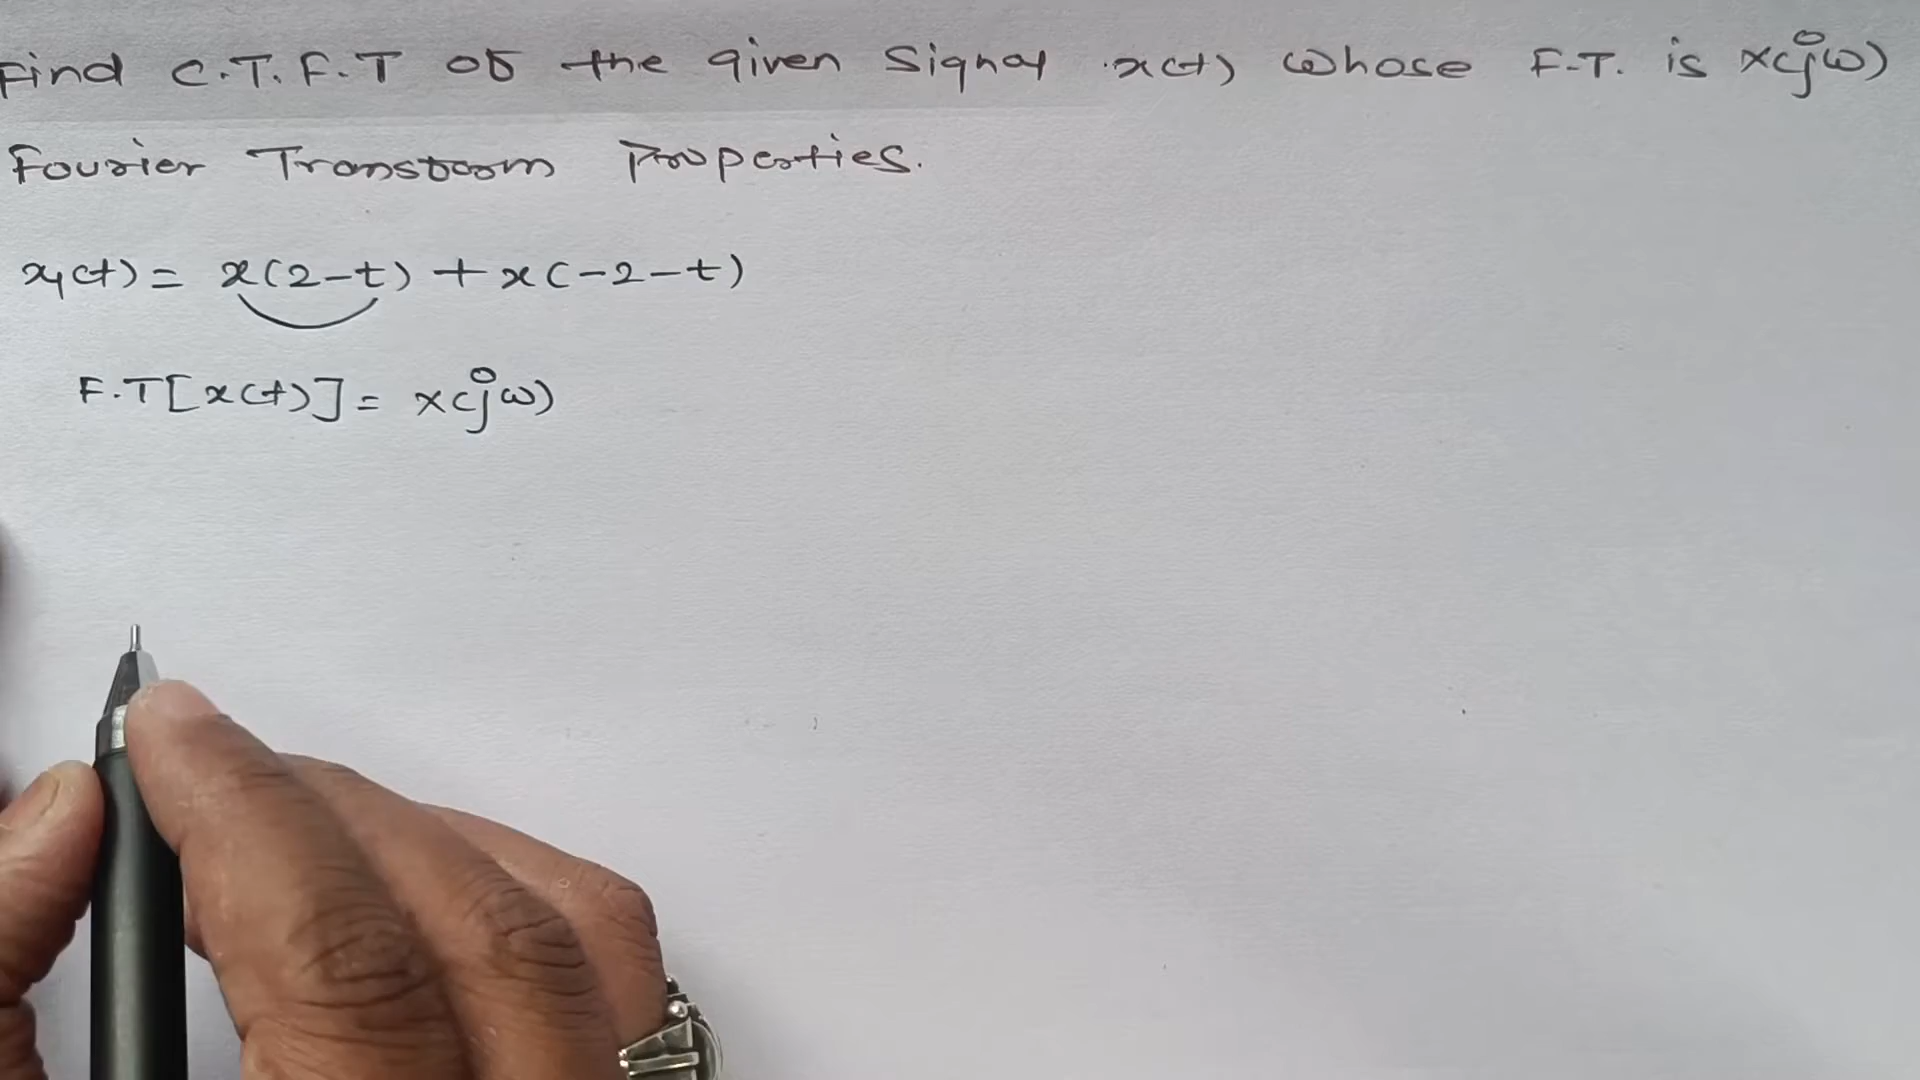 Find C.T.F.T of the given Signal x(t) whose F.T. is x(jω)
Fourier Transform Properties.
x₁(t) = x(2-t) + x(-2-t)
F.T[x(t)] = x(jω)